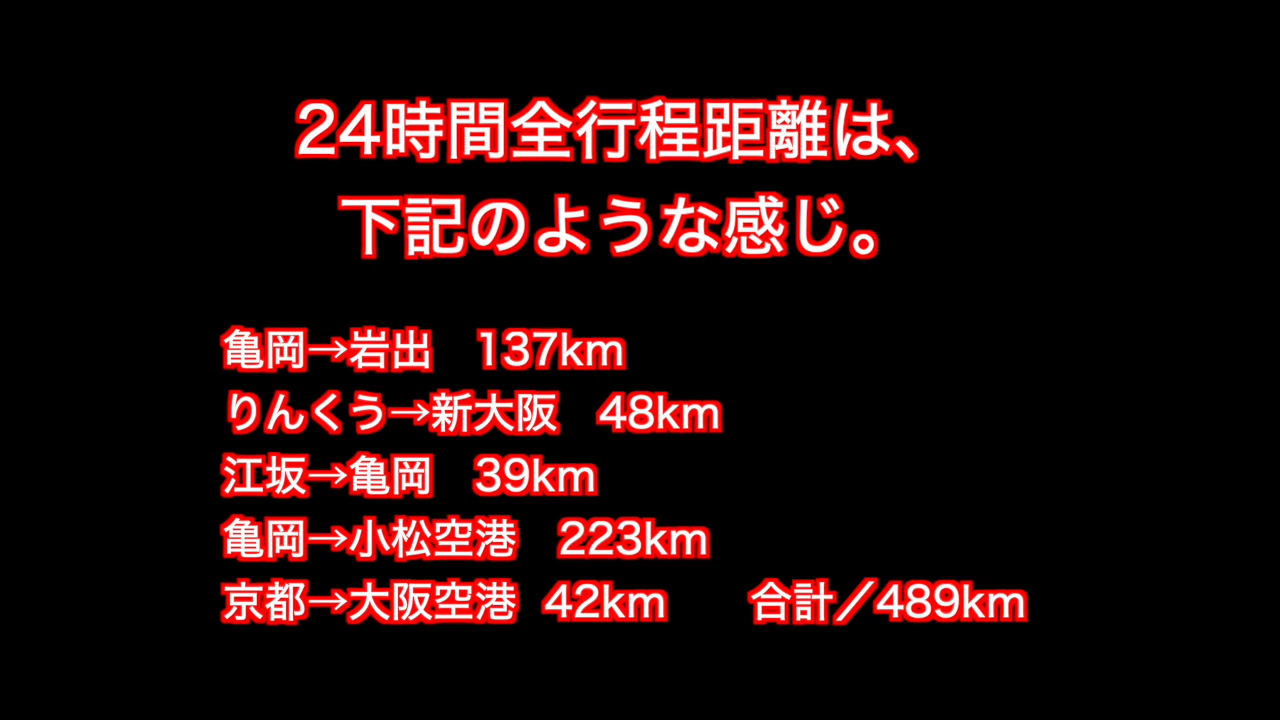 24時間全行程距離は、
下記のような感じ。
亀岡→岩出　137km
りんくう→新大阪　48km
江坂→亀岡　39km
亀岡→小松空港　223km
京都→大阪空港 42km　　合計／489km